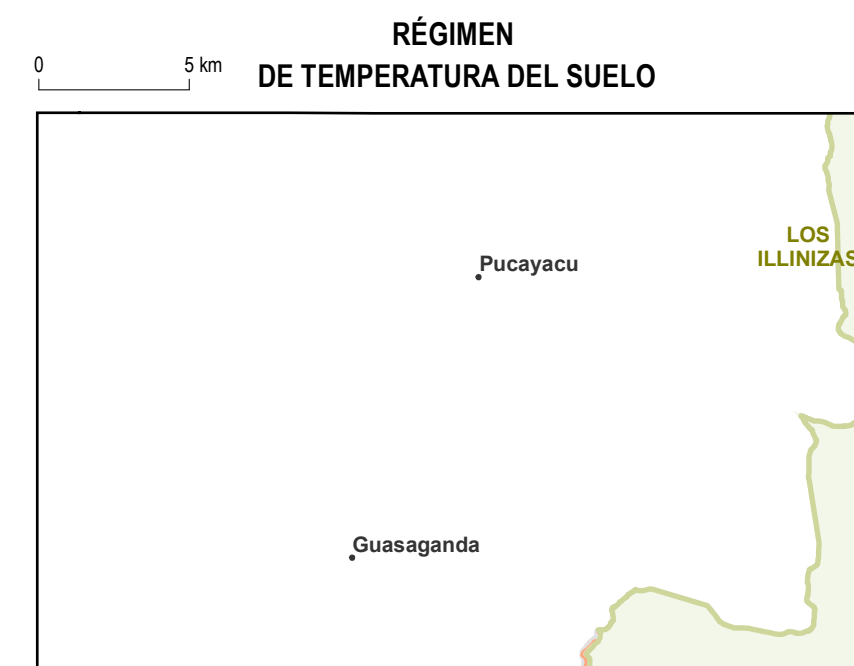 RÉGIMEN
DE TEMPERATURA DEL SUELO
0 5 km
LOS
ILLINIZAS
Pucayacu
Guasaganda